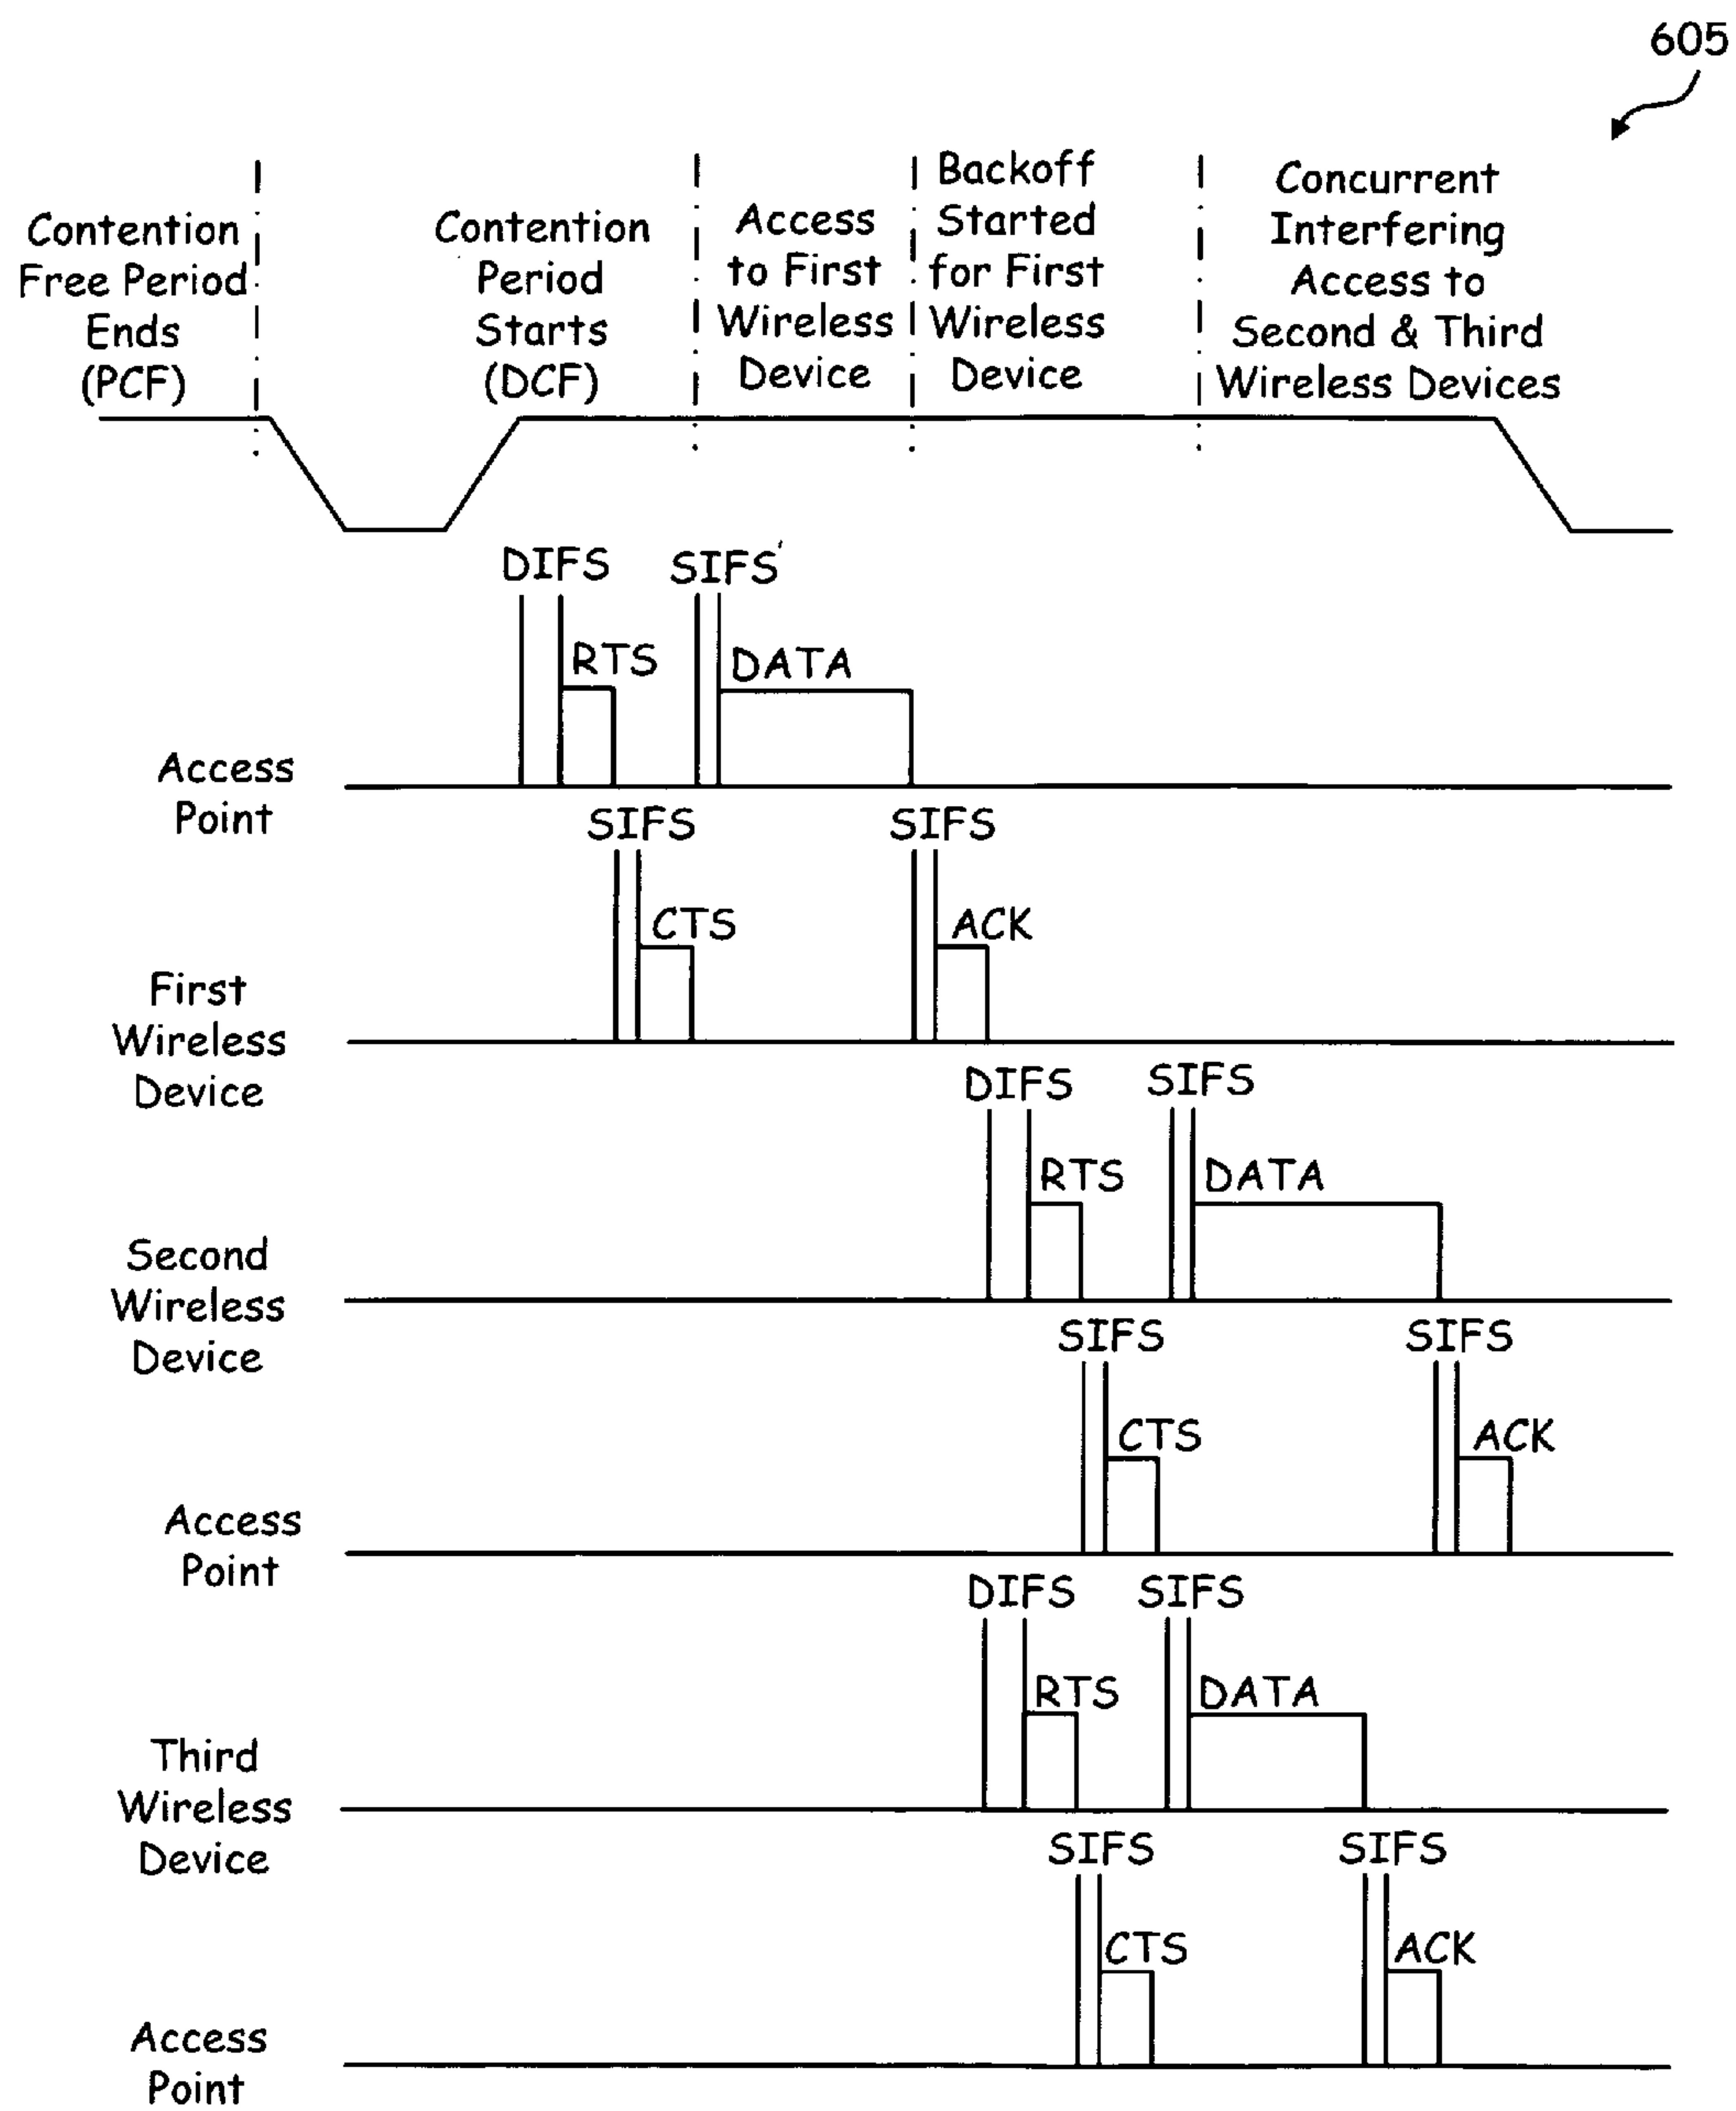 605
Contention
Free Period
Ends
(PCF)
Contention
Period
Starts
(DCF)
Access
to First
Wireless
Device
Backoff
Started
for First
Wireless
Device
Concurrent
Interfering
Access to
Second & Third
Wireless Devices
DIFS
SIFS
RTS
DATA
Access
Point
SIFS
SIFS
CTS
ACK
First
Wireless
Device
DIFS
SIFS
RTS
DATA
Second
Wireless
Device
SIFS
SIFS
CTS
ACK
Access
Point
DIFS
SIFS
RTS
DATA
Third
Wireless
Device
SIFS
SIFS
CTS
ACK
Access
Point